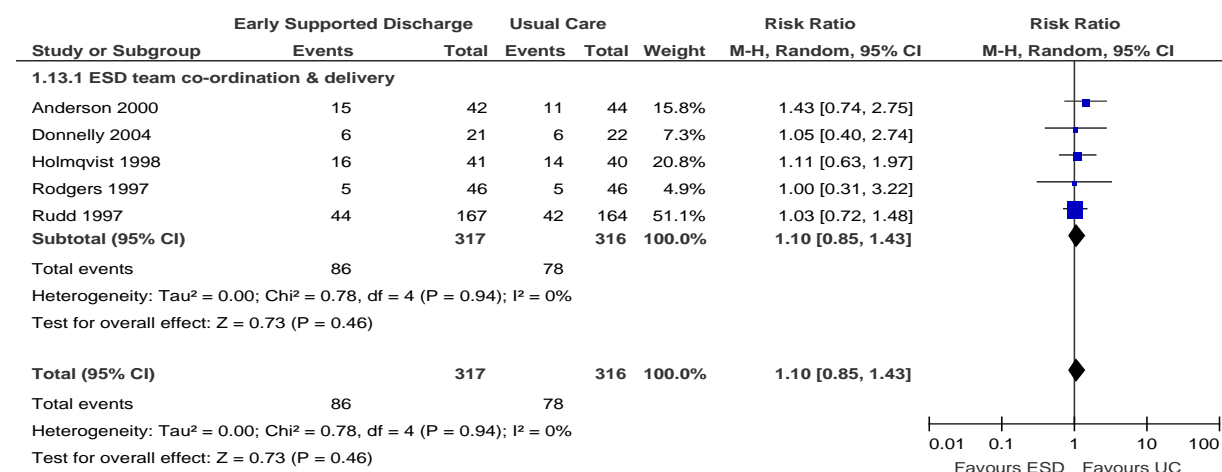 Early Supported Discharge Usual Care Risk Ratio Risk Ratio
Study or Subgroup Events Total Events Total Weight M-H, Random, 95% CI M-H, Random, 95% CI
1.13.1 ESD team co-ordination & delivery
Anderson 2000 15 42 11 44 15.8% 1.43 [0.74, 2.75]
Donnelly 2004 6 21 6 22 7.3% 1.05 [0.40, 2.74]
Holmqvist 1998 16 41 14 40 20.8% 1.11 [0.63, 1.97]
Rodgers 1997 5 46 5 46 4.9% 1.00 [0.31, 3.22]
Rudd 1997 44 167 42 164 51.1% 1.03 [0.72, 1.48]
Subtotal (95% CI) 317 316 100.0% 1.10 [0.85, 1.43]
Total events 86 78
Heterogeneity: Tau² = 0.00; Chi² = 0.78, df = 4 (P = 0.94); I² = 0%
Test for overall effect: Z = 0.73 (P = 0.46)
Total (95% CI) 317 316 100.0% 1.10 [0.85, 1.43]
Total events 86 78
Heterogeneity: Tau² = 0.00; Chi² = 0.78, df = 4 (P = 0.94); I² = 0%
Test for overall effect: Z = 0.73 (P = 0.46)
0.01 0.1 1 10 100
Favours ESD Favours UC